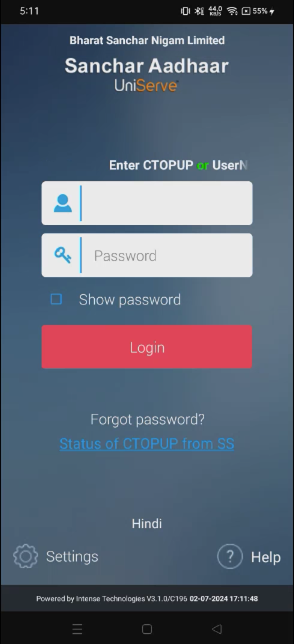 5:11
44.0 KB/S 55%
Bharat Sanchar Nigam Limited
Sanchar Aadhaar
UniServe
Enter CTOPUP or UserN
Password
Show password
Login
Forgot password?
Status of CTOPUP from SS
Hindi
Settings
? Help
Powered by Intense Technologies V3.1.0/C196 02-07-2024 17:11:48